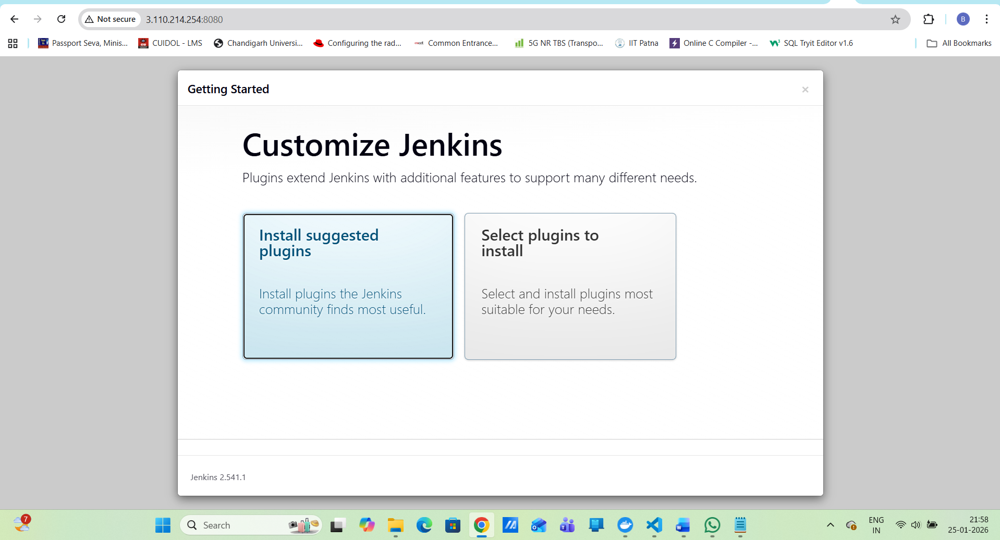 Not secure
3.110.214.254:8080
B
Passport Seva, Minis...
CUIDOL - LMS
Chandigarh Universi...
Configuring the rad...
Common Entrance...
5G NR TBS (Transpo...
IIT Patna
Online C Compiler -...
SQL Tryit Editor v1.6
All Bookmarks
Getting Started
Customize Jenkins
Plugins extend Jenkins with additional features to support many different needs.
Install suggested
plugins
Install plugins the Jenkins
community finds most useful.
Select plugins to
install
Select and install plugins most
suitable for your needs.
Jenkins 2.541.1
7
Search
ENG
IN
21:58
25-01-2026